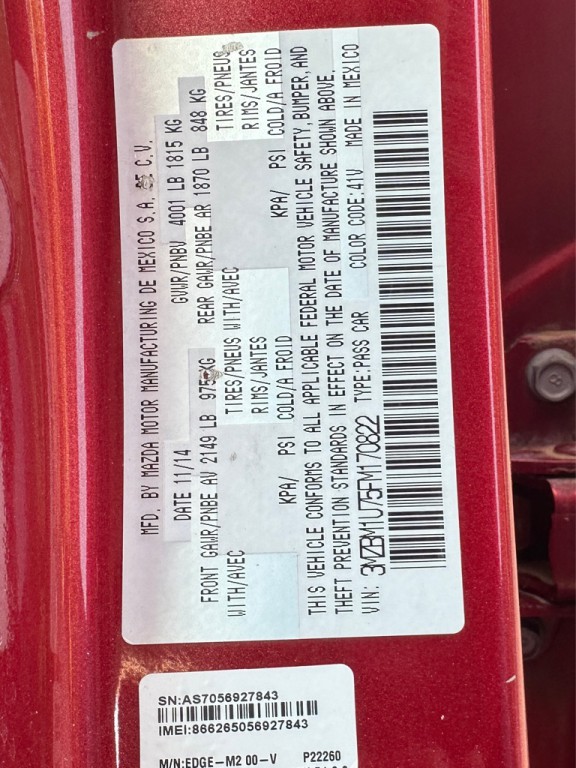 MFD. BY MAZDA MOTOR MANUFACTURING DE MEXICO S.A. DE C.V.
DATE 11/14 GVWR/PNBV 4001 LB 1815 KG
FRONT GAWR/PNBE AV 2149 LB 975 KG REAR GAWR/PNBE AR 1870 LB 848 KG
WITH/AVEC TIRES/PNEUS WITH/AVEC TIRES/PNEUS
RIMS/JANTES RIMS/JANTES
KPA/ PSI COLD/A FROID KPA/ PSI COLD/A FROID
THIS VEHICLE CONFORMS TO ALL APPLICABLE FEDERAL MOTOR VEHICLE SAFETY, BUMPER, AND
THEFT PREVENTION STANDARDS IN EFFECT ON THE DATE OF MANUFACTURE SHOWN ABOVE.
VIN: 3MZBM1U75FM170822 TYPE:PASS CAR COLOR CODE:41V MADE IN MEXICO
SN:AS7056927843
IMEI:866265056927843
M/N:EDGE-M2 00-V P22260